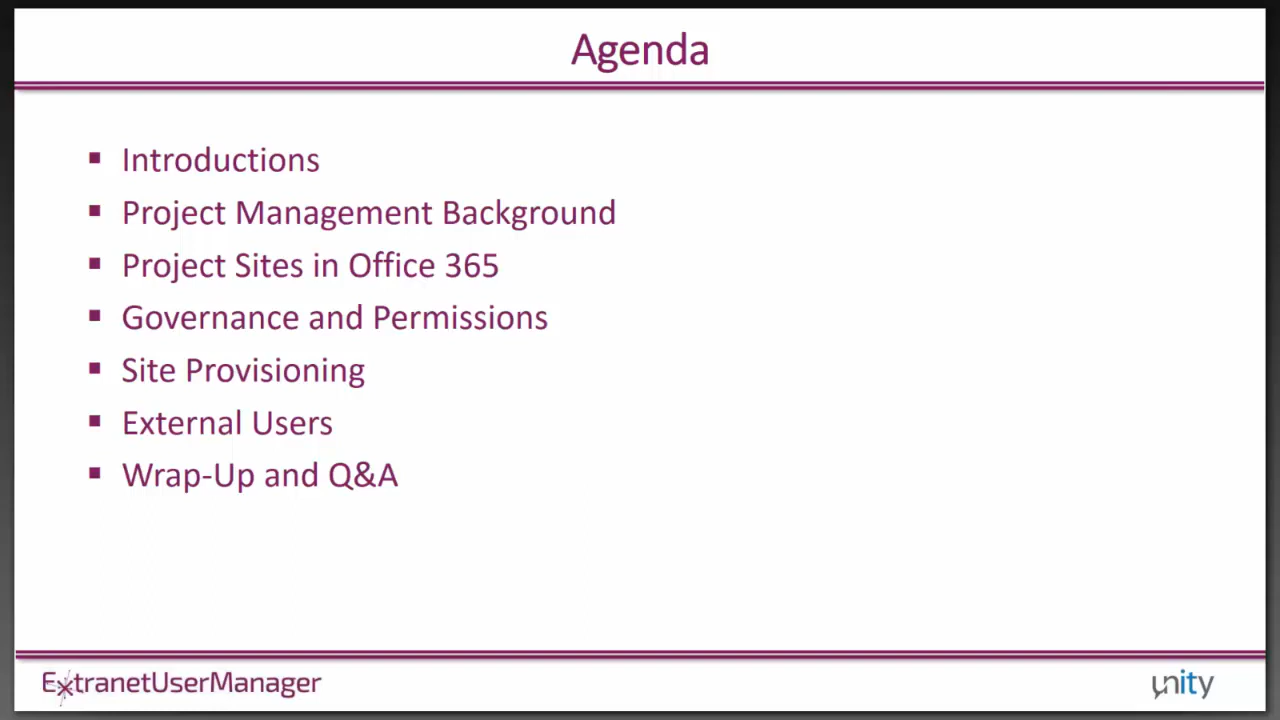 Agenda
Introductions
Project Management Background
Project Sites in Office 365
Governance and Permissions
Site Provisioning
External Users
Wrap-Up and Q&A
ExtranetUserManager
unity